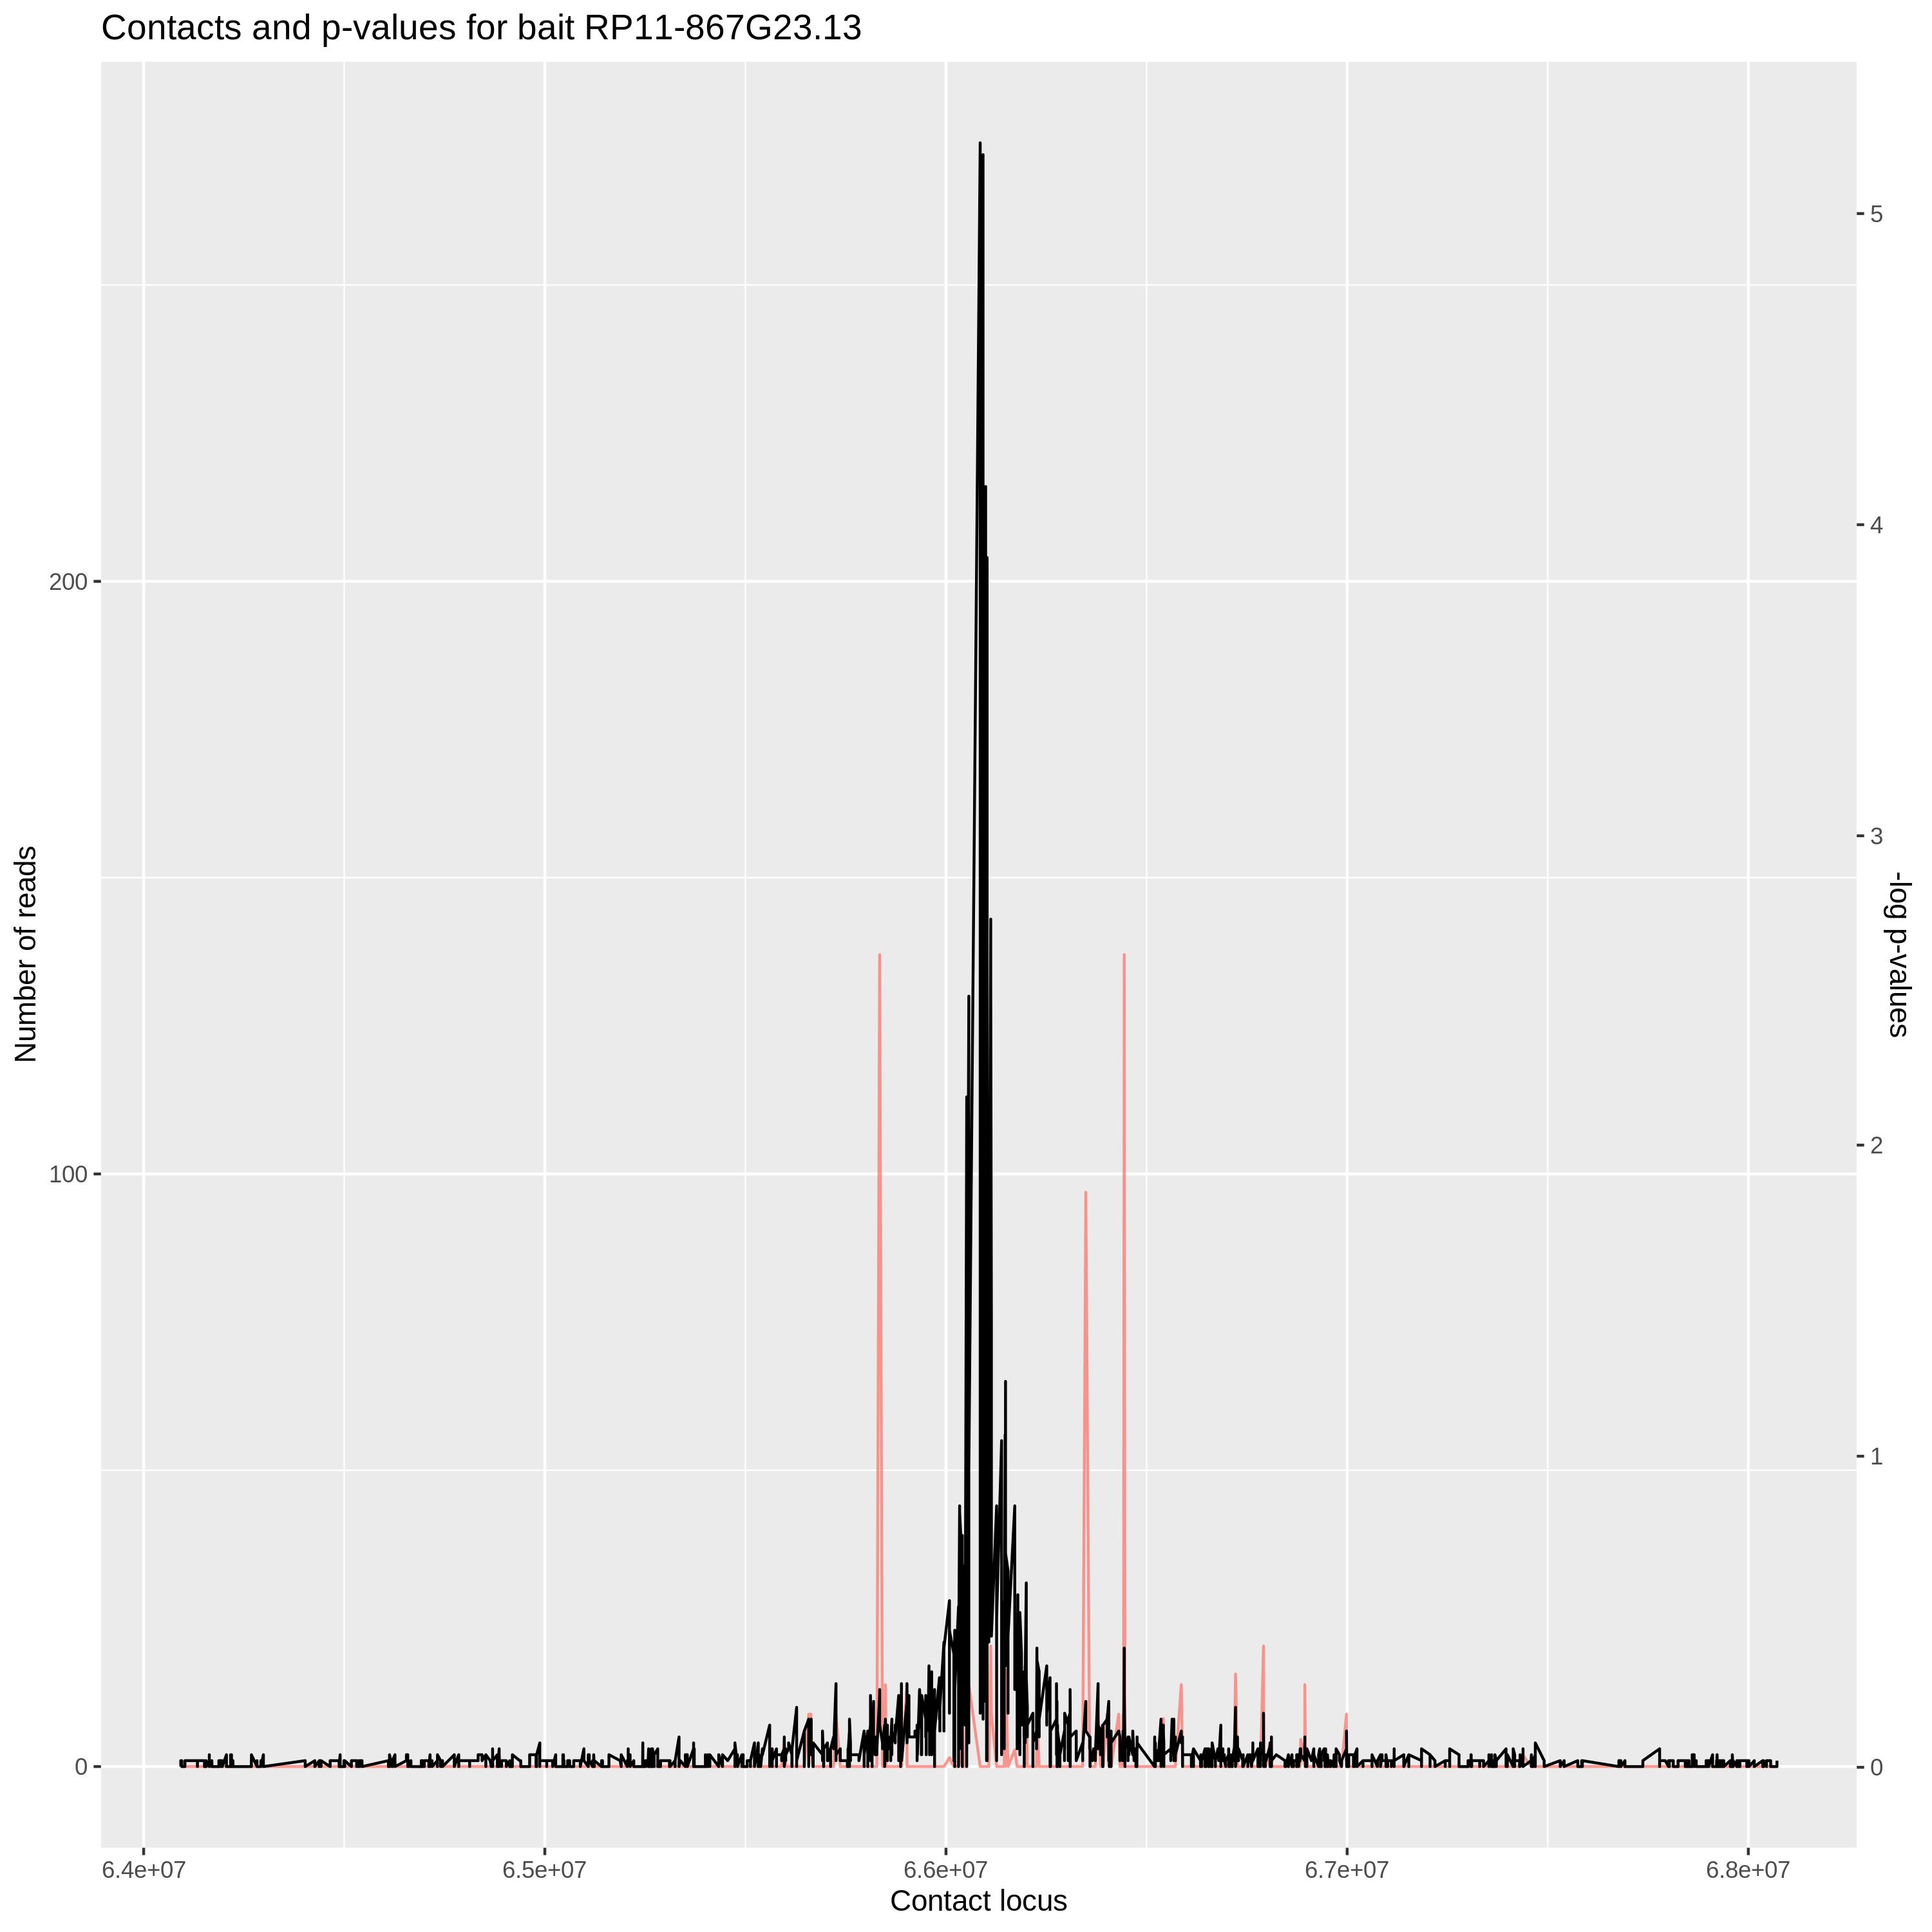 Contacts and p-values for bait RP11-867G23.13
Number of reads
200
100
0
5
4
3
2
1
0
-log p-values
6.4e+07
6.5e+07
6.6e+07
6.7e+07
6.8e+07
Contact locus